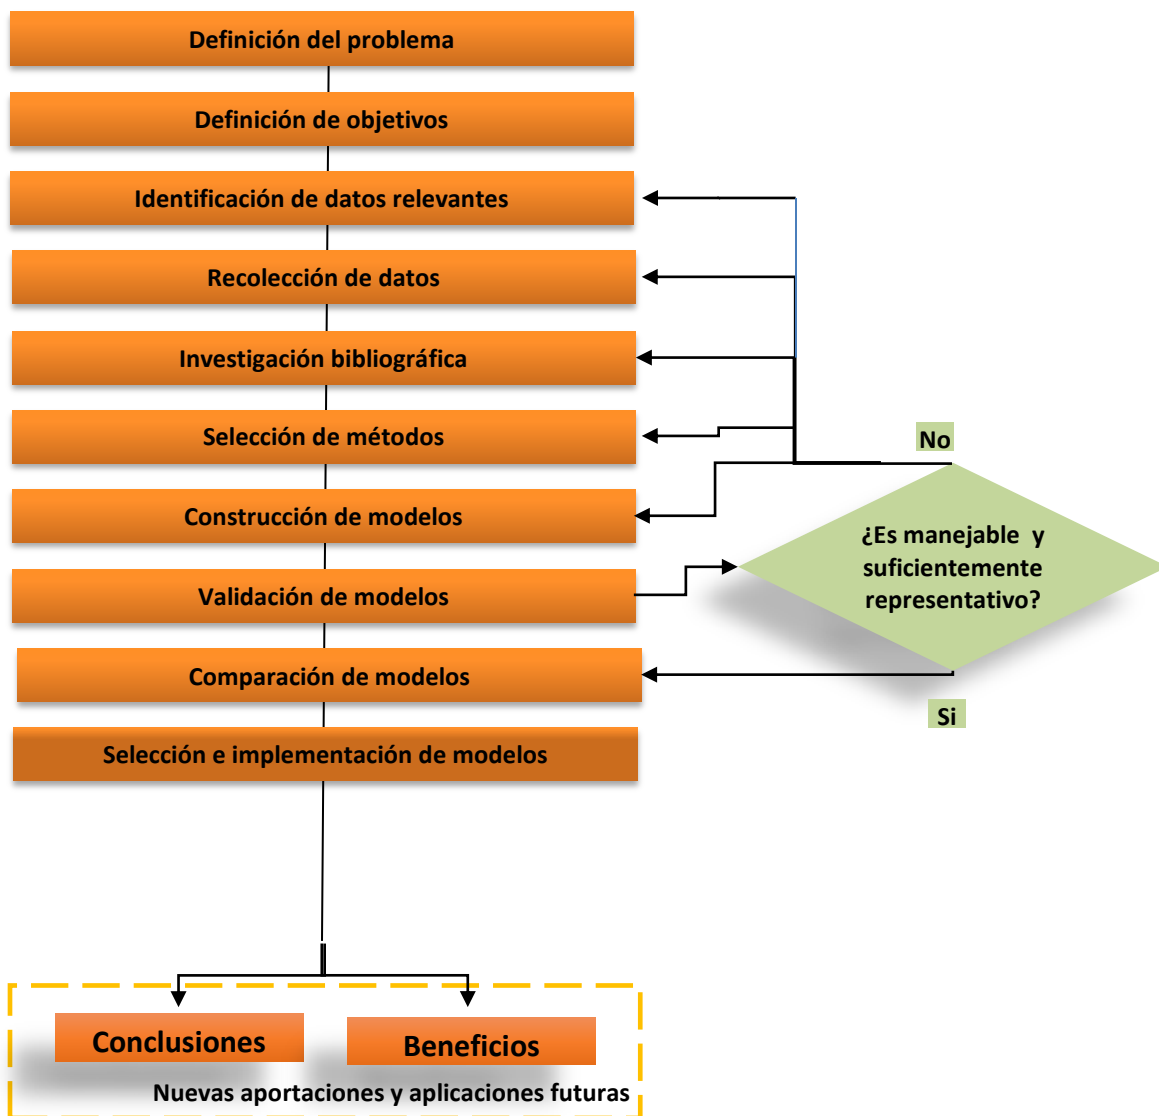 Definición del problema
Definición de objetivos
Identificación de datos relevantes
Recolección de datos
Investigación bibliográfica
Selección de métodos
No
Construcción de modelos
¿Es manejable y
suficientemente
representativo?
Validación de modelos
Comparación de modelos
Si
Selección e implementación de modelos
Conclusiones
Beneficios
Nuevas aportaciones y aplicaciones futuras